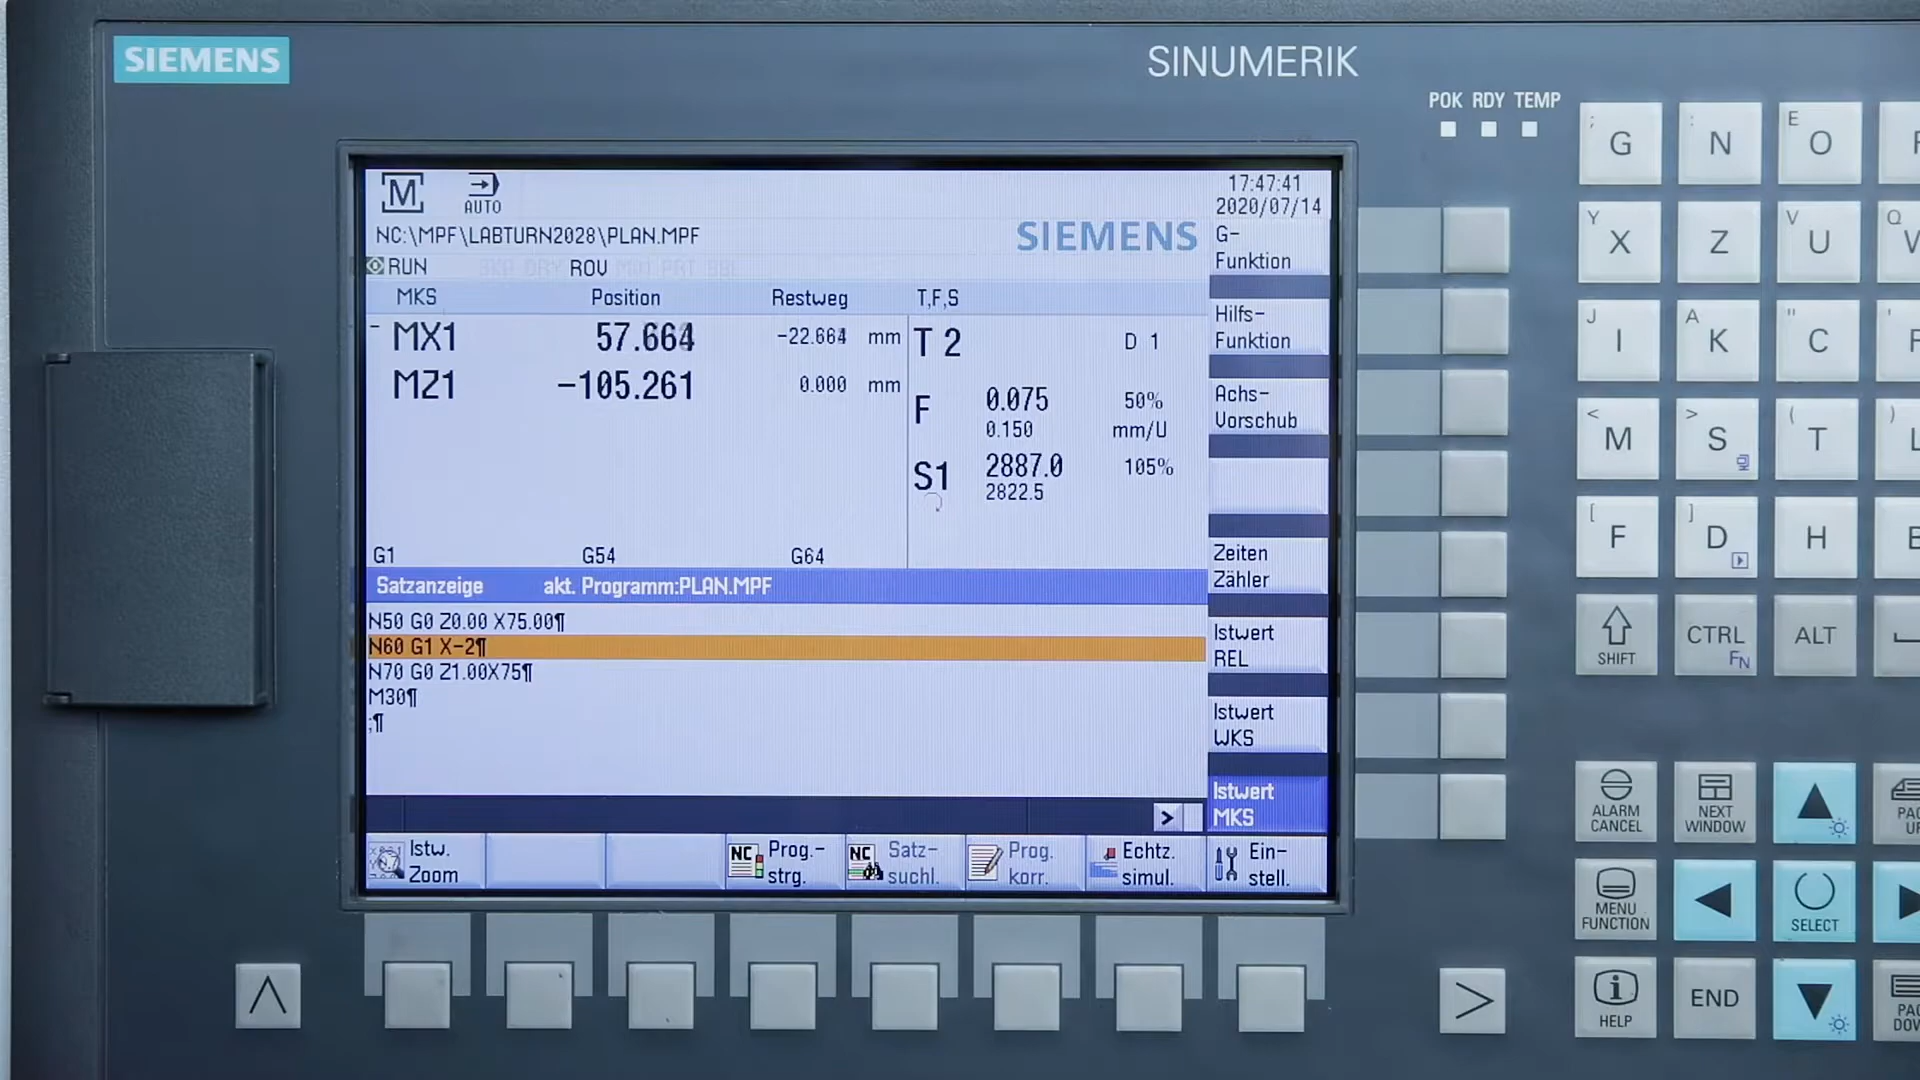 SIEMENS
SINUMERIK
POK RDY TEMP
M
AUTO
17:47:41
2020/07/14
NC:\MPF\LABTURN2028\PLAN.MPF
SIEMENS
RUN
ROV
MKS Position Restweg T,F,S
MX1 57.664 -22.664 mm
MZ1 -105.261 0.000 mm
T 2 D 1
F 0.075 50%
0.150 mm/U
S1 2887.0 105%
2822.5
G1 G54 G64
Satzanzeige akt. Programm:PLAN.MPF
N50 G0 Z0.00 X75.00¶
N60 G1 X-2¶
N70 G0 Z1.00X75¶
M30¶
;¶
G-
Funktion
Hilfs-
Funktion
Achs-
Vorschub
Zeiten
Zähler
Istwert
REL
Istwert
WKS
Istwert
MKS
>
Istw.
Zoom
NC Prog.-
strg.
NC Satz-
suchl.
Prog.
korr.
Echtz.
simul.
Ein-
stell.
; G : N E O
Y X Z V U Q
J I A K " C '
< M > S ( T )
[ F ] D H
SHIFT CTRL FN ALT
ALARM
CANCEL
NEXT
WINDOW
MENU
FUNCTION
SELECT
HELP
END